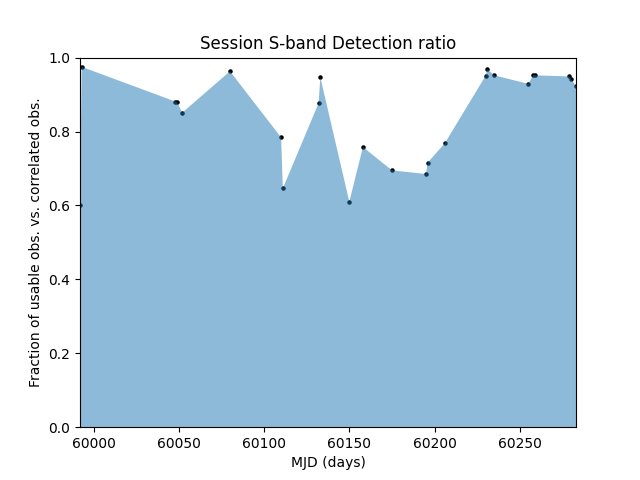 Session S-band Detection ratio
Fraction of usable obs. vs. correlated obs.
1.0
0.8
0.6
0.4
0.2
0.0
60000 60050 60100 60150 60200 60250
MJD (days)